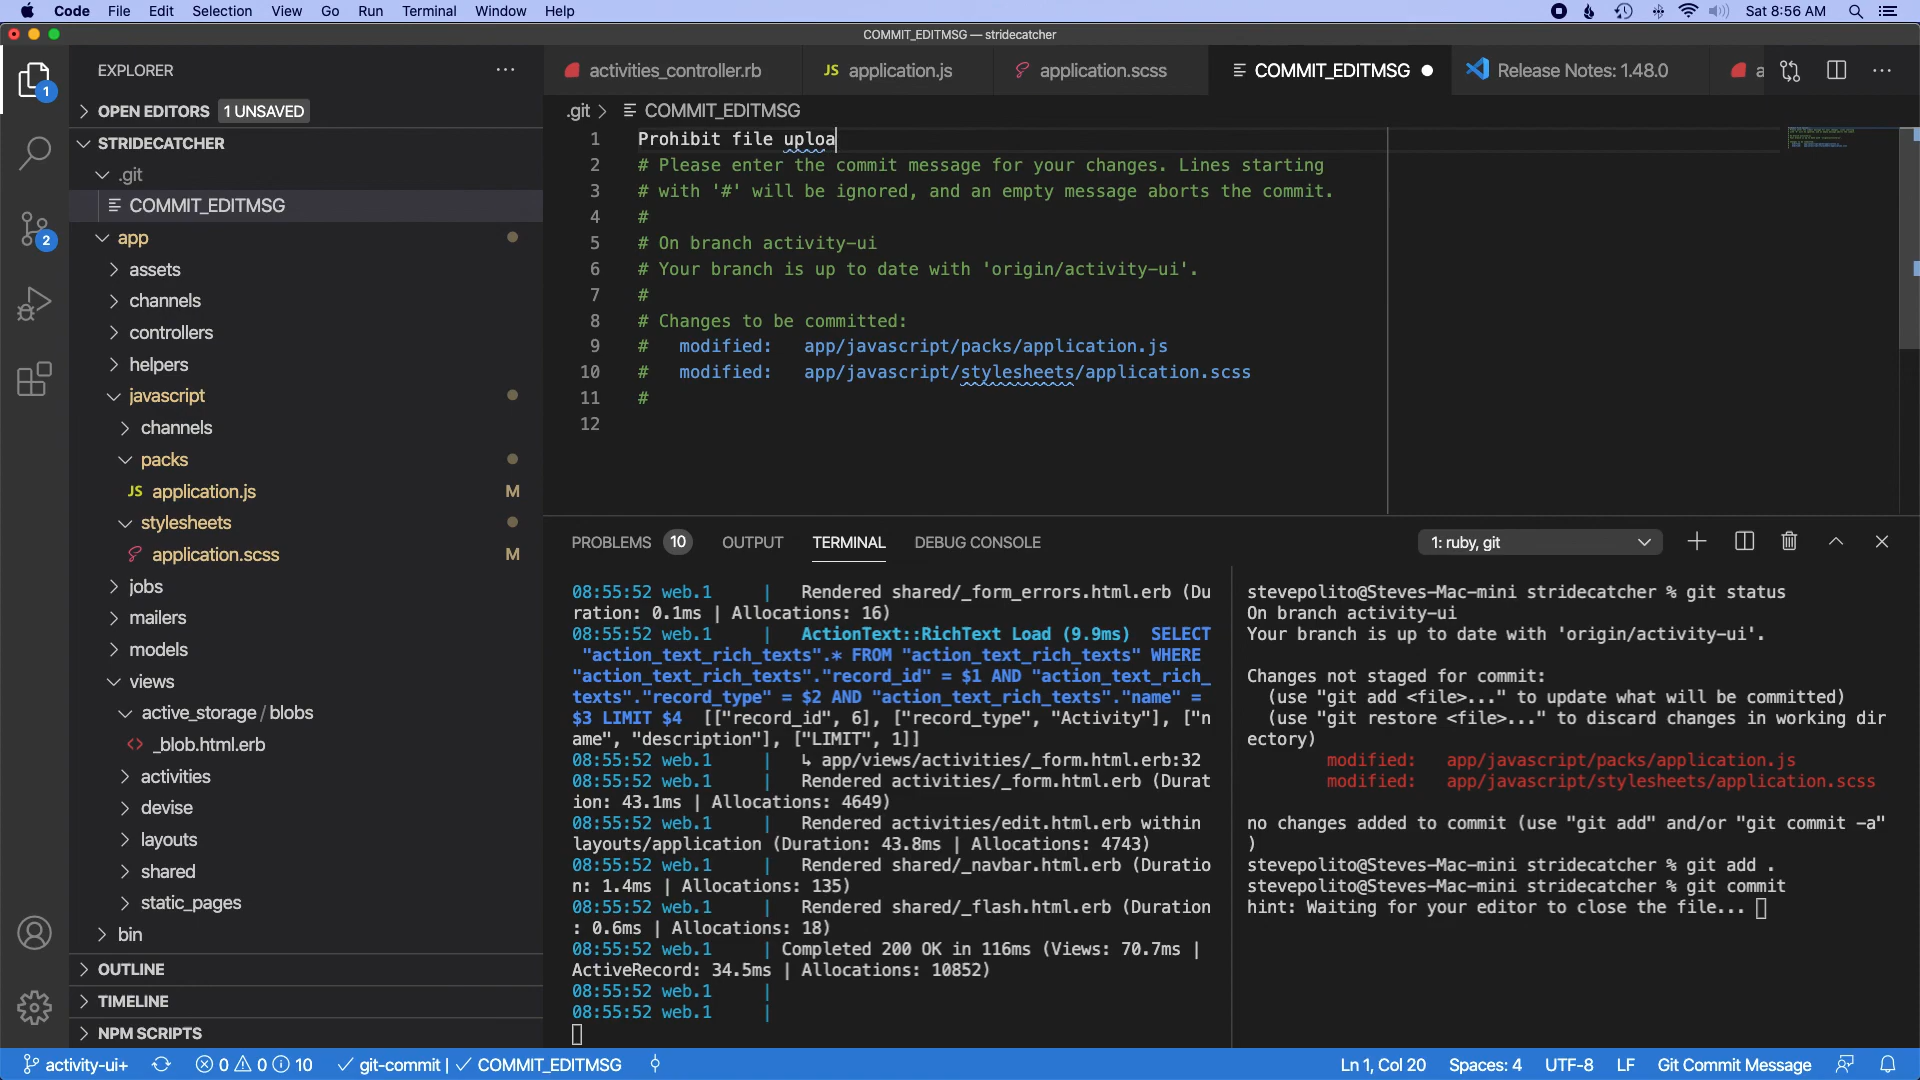 Code File Edit Selection View Go Run Terminal Window Help Sat 8:56 AM
COMMIT_EDITMSG — stridecatcher
EXPLORER
OPEN EDITORS 1 UNSAVED
STRIDECATCHER
.git
COMMIT_EDITMSG
app
assets
channels
controllers
helpers
javascript
channels
packs
JS application.js M
stylesheets
application.scss M
jobs
mailers
models
views
active_storage / blobs
_blob.html.erb
activities
devise
layouts
shared
static_pages
bin
OUTLINE
TIMELINE
NPM SCRIPTS
1
2
activities_controller.rb JS application.js application.scss COMMIT_EDITMSG Release Notes: 1.48.0 a
.git > COMMIT_EDITMSG
1 Prohibit file uploa
2 # Please enter the commit message for your changes. Lines starting
3 # with '#' will be ignored, and an empty message aborts the commit.
4 #
5 # On branch activity-ui
6 # Your branch is up to date with 'origin/activity-ui'.
7 #
8 # Changes to be committed:
9 # modified: app/javascript/packs/application.js
10 # modified: app/javascript/stylesheets/application.scss
11 #
12
PROBLEMS 10 OUTPUT TERMINAL DEBUG CONSOLE 1: ruby, git
08:55:52 web.1 | Rendered shared/_form_errors.html.erb (Du
ration: 0.1ms | Allocations: 16)
08:55:52 web.1 | ActionText::RichText Load (9.9ms) SELECT
"action_text_rich_texts".* FROM "action_text_rich_texts" WHERE
"action_text_rich_texts"."record_id" = $1 AND "action_text_rich_
texts"."record_type" = $2 AND "action_text_rich_texts"."name" =
$3 LIMIT $4 [["record_id", 6], ["record_type", "Activity"], ["n
ame", "description"], ["LIMIT", 1]]
08:55:52 web.1 | ↳ app/views/activities/_form.html.erb:32
08:55:52 web.1 | Rendered activities/_form.html.erb (Durat
ion: 43.1ms | Allocations: 4649)
08:55:52 web.1 | Rendered activities/edit.html.erb within
layouts/application (Duration: 43.8ms | Allocations: 4743)
08:55:52 web.1 | Rendered shared/_navbar.html.erb (Duratio
n: 1.4ms | Allocations: 135)
08:55:52 web.1 | Rendered shared/_flash.html.erb (Duration
: 0.6ms | Allocations: 18)
08:55:52 web.1 | Completed 200 OK in 116ms (Views: 70.7ms |
ActiveRecord: 34.5ms | Allocations: 10852)
08:55:52 web.1 |
08:55:52 web.1 |
stevepolito@Steves-Mac-mini stridecatcher % git status
On branch activity-ui
Your branch is up to date with 'origin/activity-ui'.
Changes not staged for commit:
(use "git add <file>..." to update what will be committed)
(use "git restore <file>..." to discard changes in working dir
ectory)
modified: app/javascript/packs/application.js
modified: app/javascript/stylesheets/application.scss
no changes added to commit (use "git add" and/or "git commit -a"
)
stevepolito@Steves-Mac-mini stridecatcher % git add .
stevepolito@Steves-Mac-mini stridecatcher % git commit
hint: Waiting for your editor to close the file...
activity-ui+ 0 0 10 git-commit | COMMIT_EDITMSG Ln 1, Col 20 Spaces: 4 UTF-8 LF Git Commit Message